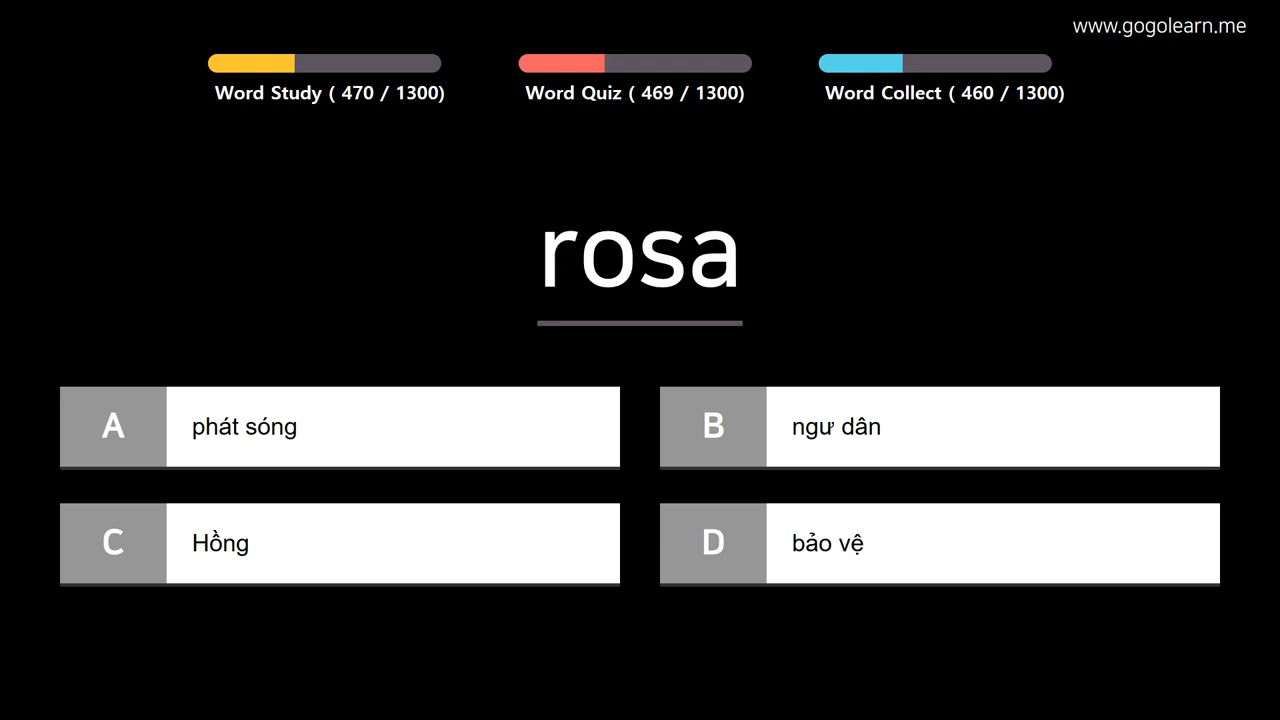 www.gogolearn.me
Word Study ( 470 / 1300)
Word Quiz ( 469 / 1300)
Word Collect ( 460 / 1300)
rosa
A phát sóng
B ngư dân
C Hồng
D bảo vệ